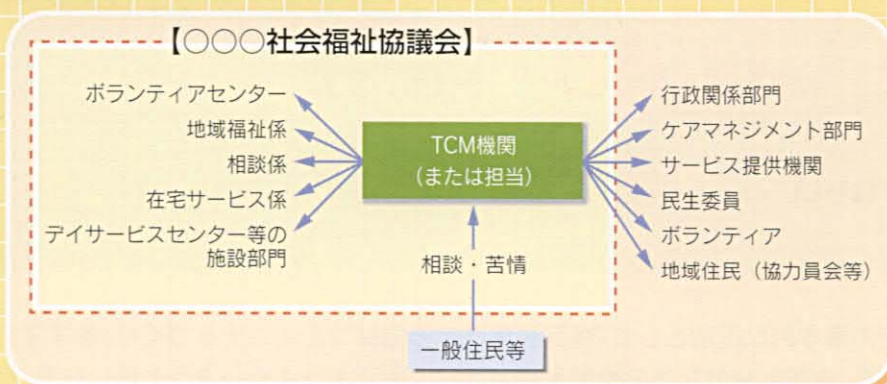 【○○○社会福祉協議会】
ボランティアセンター
地域福祉係
相談係
在宅サービス係
デイサービスセンター等の
施設部門
TCM機関
（または担当）
相談・苦情
一般住民等
行政関係部門
ケアマネジメント部門
サービス提供機関
民生委員
ボランティア
地域住民（協力員会等）